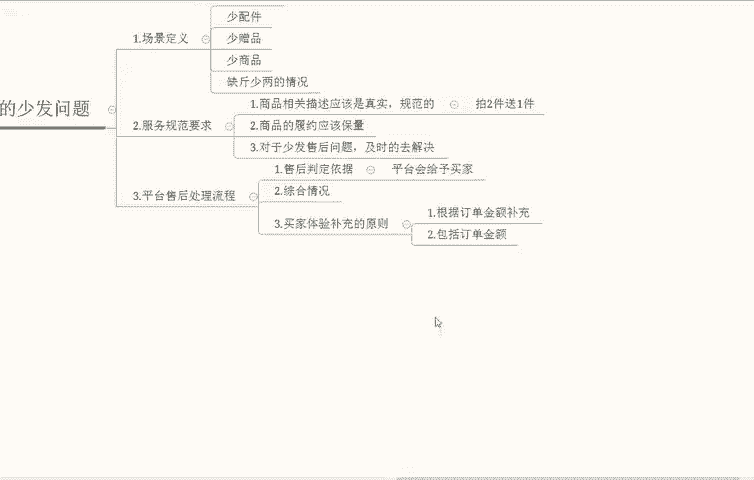 的少发问题
1.场景定义
少配件
少赠品
少商品
缺斤少两的情况
2.服务规范要求
1.商品相关描述应该是真实，规范的
拍2件送1件
2.商品的履约应该保量
3.对于少发售后问题，及时的去解决
3.平台售后处理流程
1.售后判定依据
平台会给予买家
2.综合情况
3.买家体验补充的原则
1.根据订单金额补充
2.包括订单金额